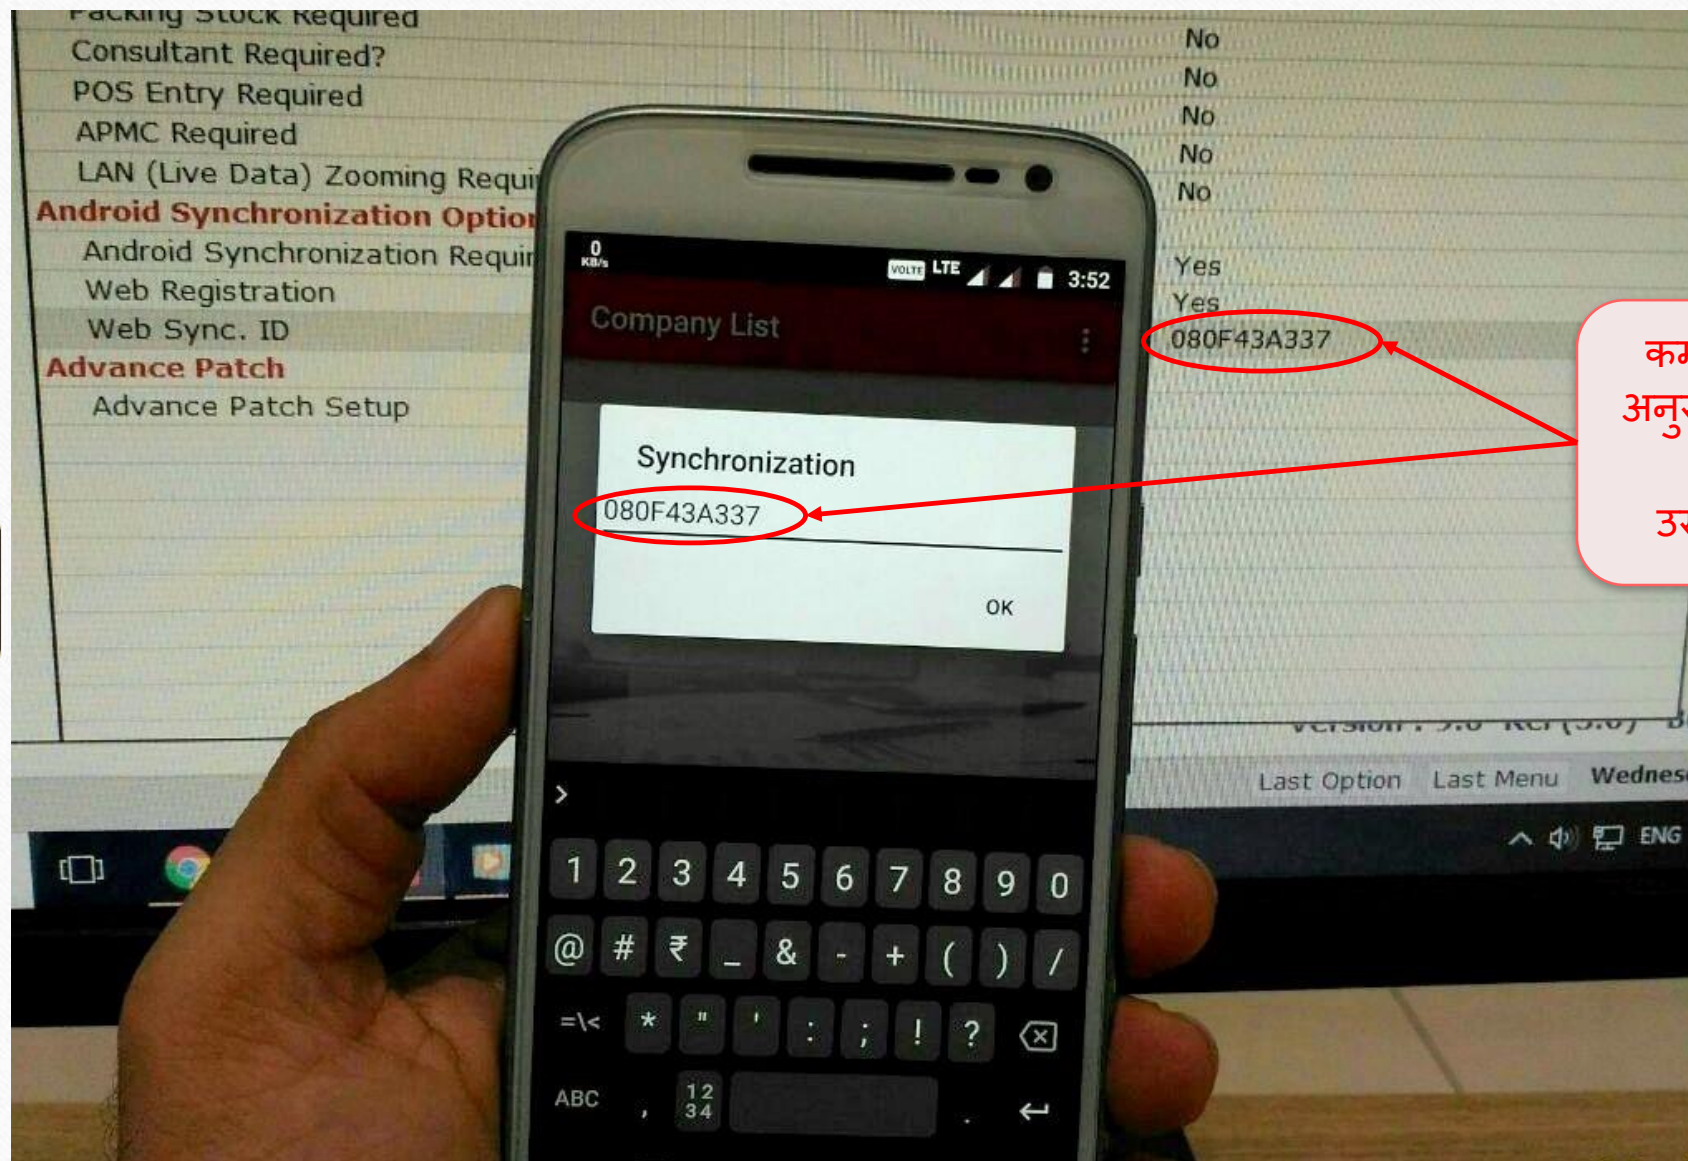 Packing Stock Required
No
Consultant Required?
No
POS Entry Required
No
APMC Required
No
LAN (Live Data) Zooming
No
Android Synchronization
Android Synchronization
Yes
Web Registration
Yes
Web Sync. ID
080F43A337
Advance Patch
Advance Patch Setup
0
KB/s
VOLTE LTE 3:52
Company List
Synchronization
080F43A337
OK
Last Option Last Menu
ENG
1 2 3 4 5 6 7 8 9 0
@ # ₹ _ & - + ( ) /
=\< * " ' : ; ! ?
ABC , 12 34 .